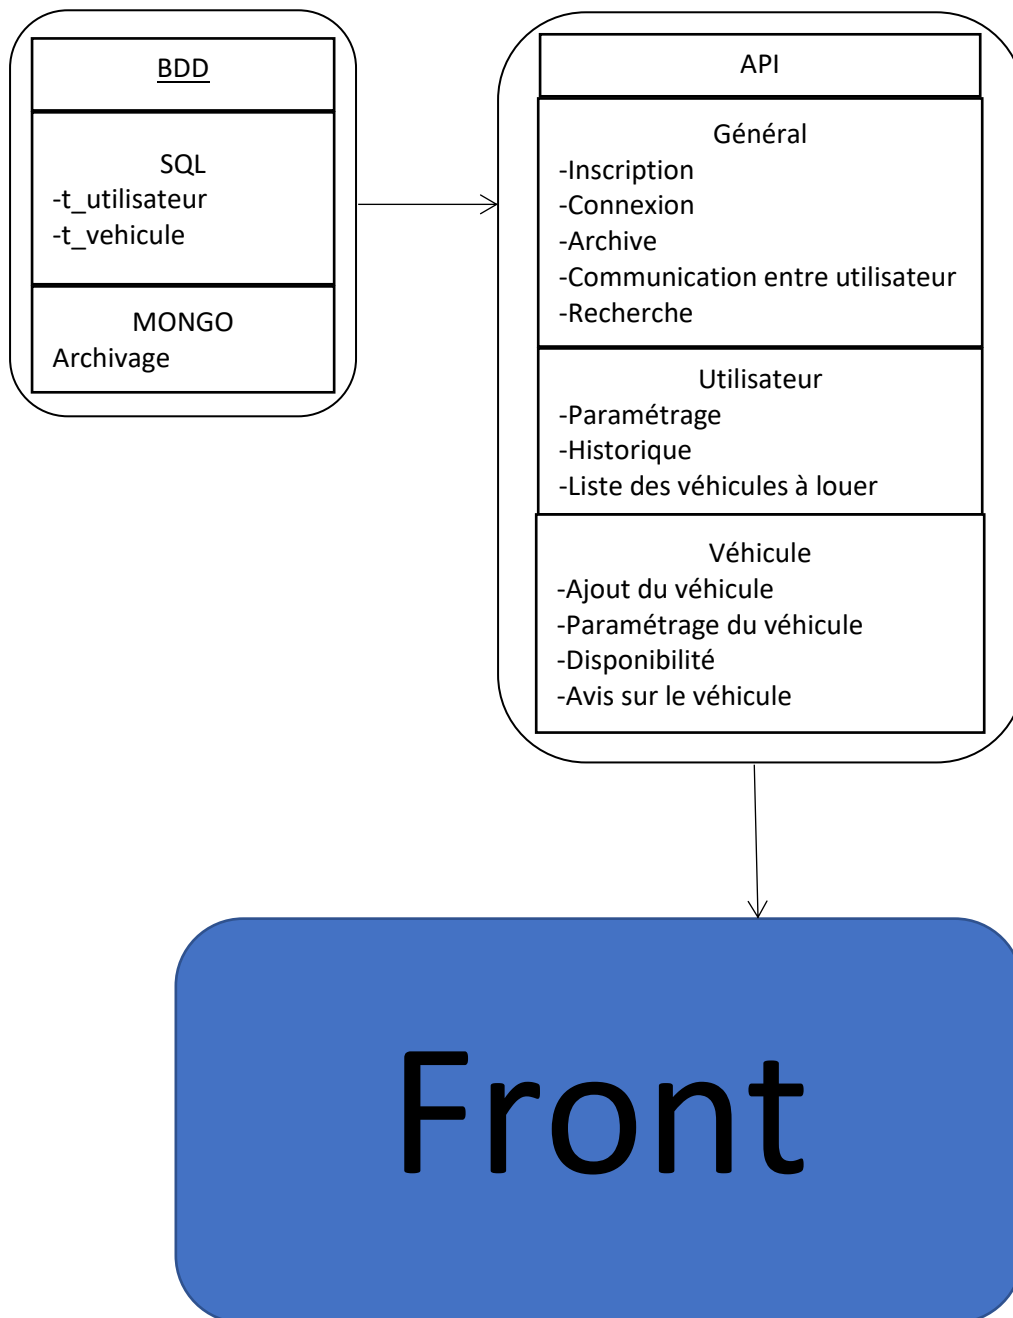 BDD
SQL
-t_utilisateur
-t_vehicule
MONGO
Archivage
API
Général
-Inscription
-Connexion
-Archive
-Communication entre utilisateur
-Recherche
Utilisateur
-Paramétrage
-Historique
-Liste des véhicules à louer
Véhicule
-Ajout du véhicule
-Paramétrage du véhicule
-Disponibilité
-Avis sur le véhicule
Front